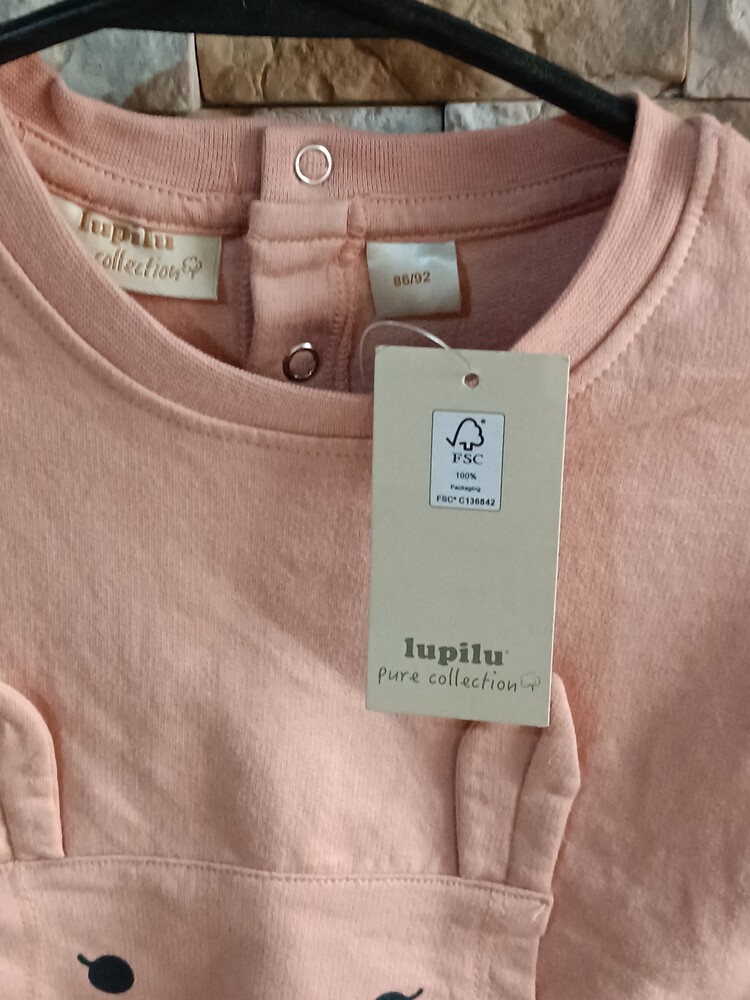 lupilu
collection
86/92
FSC
100%
Packaging
FSC® C136842
lupilu®
pure collection